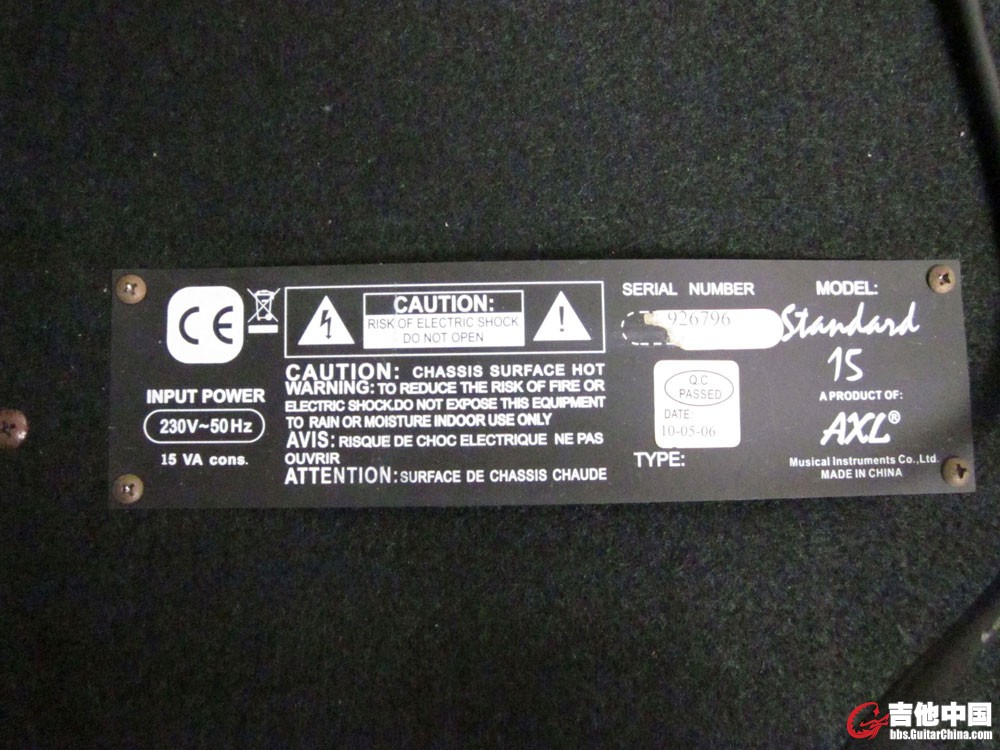 CE
INPUT POWER
230V~50Hz
15 VA cons.
CAUTION:
RISK OF ELECTRIC SHOCK
DO NOT OPEN
CAUTION: CHASSIS SURFACE HOT
WARNING: TO REDUCE THE RISK OF FIRE OR
ELECTRIC SHOCK.DO NOT EXPOSE THIS EQUIPMENT
TO RAIN OR MOISTURE INDOOR USE ONLY
AVIS: RISQUE DE CHOC ELECTRIQUE NE PAS
OUVRIR
ATTENTION: SURFACE DE CHASSIS CHAUDE
SERIAL NUMBER
926796
Q.C
PASSED
DATE:
10-05-06
TYPE:
MODEL:
Standard
15
A PRODUCT OF:
AXL®
Musical Instruments Co.,Ltd.
MADE IN CHINA
吉他中国
bbs.GuitarChina.com